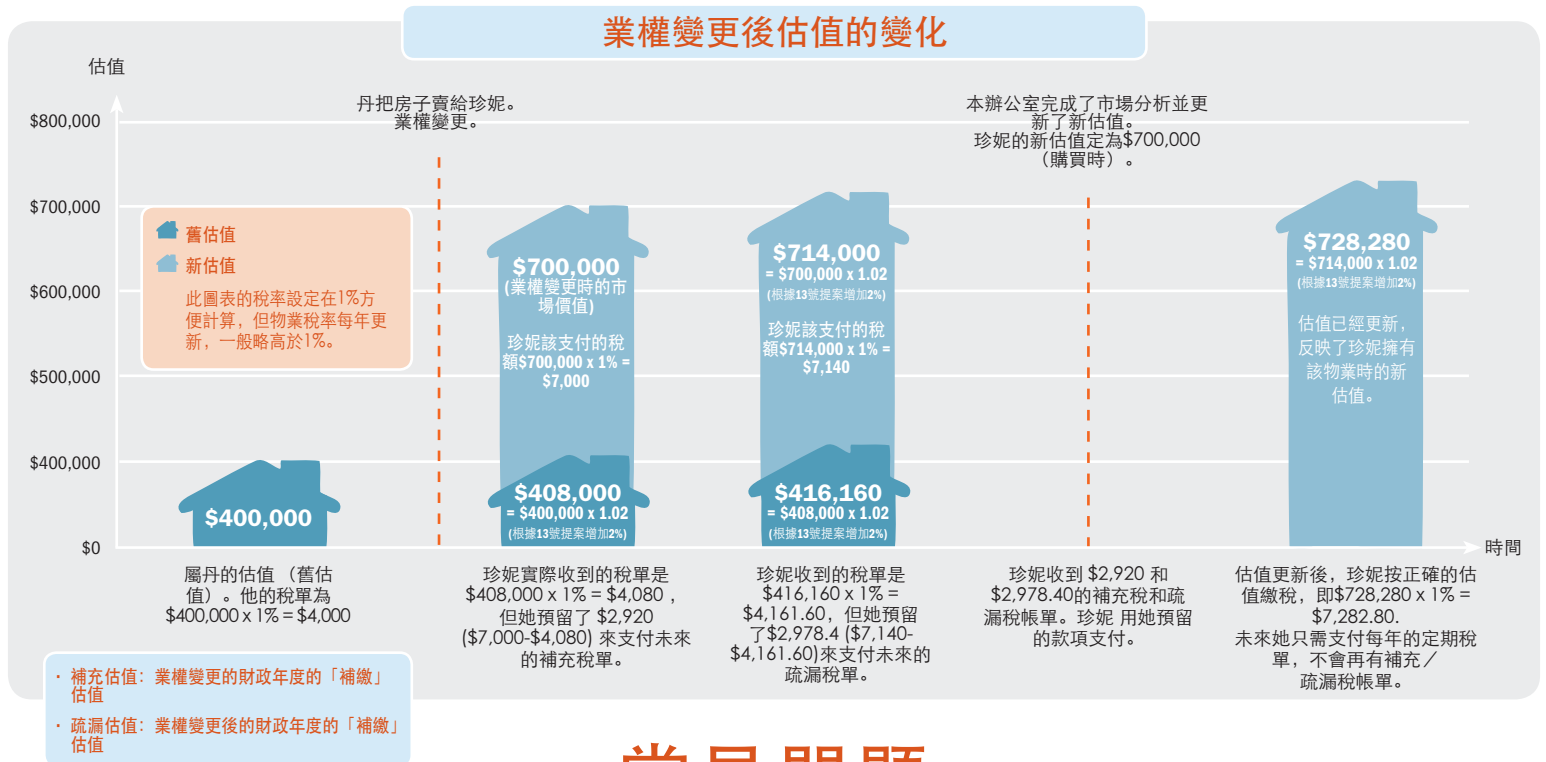 業權變更後估值的變化
估值
$800,000
$700,000
$600,000
$500,000
$400,000
$0
時間
丹把房子賣給珍妮。
業權變更。
本辦公室完成了市場分析並更
新了新估值。
珍妮的新估值定為$700,000
（購買時）。
舊估值
新估值
此圖表的稅率設定在1%方
便計算，但物業稅率每年更
新，一般略高於1%。
$400,000
$700,000
(業權變更時的市
場價值)
珍妮該支付的稅
額$700,000 x 1% =
$7,000
$408,000
= $400,000 x 1.02
(根據13號提案增加2%)
$714,000
= $700,000 x 1.02
(根據13號提案增加2%)
珍妮該支付的稅
額$714,000 x 1% =
$7,140
$416,160
= $408,000 x 1.02
(根據13號提案增加2%)
$728,280
= $714,000 x 1.02
(根據13號提案增加2%)
估值已經更新，
反映了珍妮擁有
該物業時的新
估值。
屬丹的估值 （舊估
值）。他的稅單為
$400,000 x 1% = $4,000
珍妮實際收到的稅單是
$408,000 x 1% = $4,080 ，
但她預留了 $2,920
($7,000-$4,080) 來支付未來
的補充稅單。
珍妮收到的稅單是
$416,160 x 1% =
$4,161.60，但她預留
了$2,978.4 ($7,140-
$4,161.60)來支付未來的
疏漏稅單。
珍妮收到 $2,920 和
$2,978.40的補充稅和疏
漏稅帳單。珍妮 用她預留
的款項支付。
估值更新後，珍妮按正確的估
值繳稅，即$728,280 x 1% =
$7,282.80.
未來她只需支付每年的定期稅
單，不會再有補充／
疏漏稅帳單。
· 補充估值：業權變更的財政年度的「補繳」
估值
· 疏漏估值：業權變更後的財政年度的「補繳」
估值